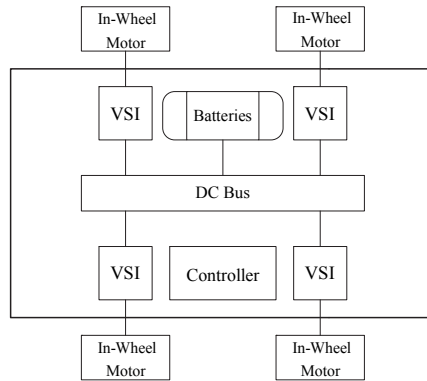 In-Wheel
Motor
In-Wheel
Motor
VSI
Batteries
VSI
DC Bus
VSI
Controller
VSI
In-Wheel
Motor
In-Wheel
Motor